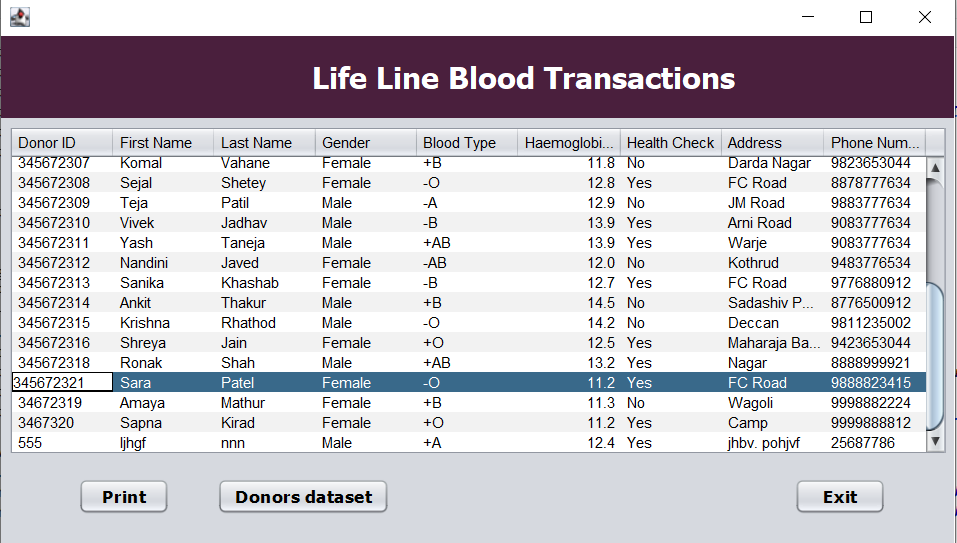 Life Line Blood Transactions
Donor ID First Name Last Name Gender Blood Type Haemoglobi... Health Check Address Phone Num...
345672307 Komal Vahane Female +B 11.8 No Darda Nagar 9823653044
345672308 Sejal Shetey Female -O 12.8 Yes FC Road 8878777634
345672309 Teja Patil Male -A 12.9 No JM Road 9883777634
345672310 Vivek Jadhav Male -B 13.9 Yes Arni Road 9083777634
345672311 Yash Taneja Male +AB 13.9 Yes Warje 9083777634
345672312 Nandini Javed Female -AB 12.0 No Kothrud 9483776534
345672313 Sanika Khashab Female -B 12.7 Yes FC Road 9776880912
345672314 Ankit Thakur Male +B 14.5 No Sadashiv P... 8776500912
345672315 Krishna Rhathod Male -O 14.2 No Deccan 9811235002
345672316 Shreya Jain Female +O 12.5 Yes Maharaja Ba... 9423653044
345672318 Ronak Shah Male +AB 13.2 Yes Nagar 8888999921
345672321 Sara Patel Female -O 11.2 Yes FC Road 9888823415
34672319 Amaya Mathur Female +B 11.3 No Wagoli 9998882224
3467320 Sapna Kirad Female +O 11.2 Yes Camp 9999888812
555 ljhgf nnn Male +A 12.4 Yes jhbv. pohjvf 25687786
Print Donors dataset Exit